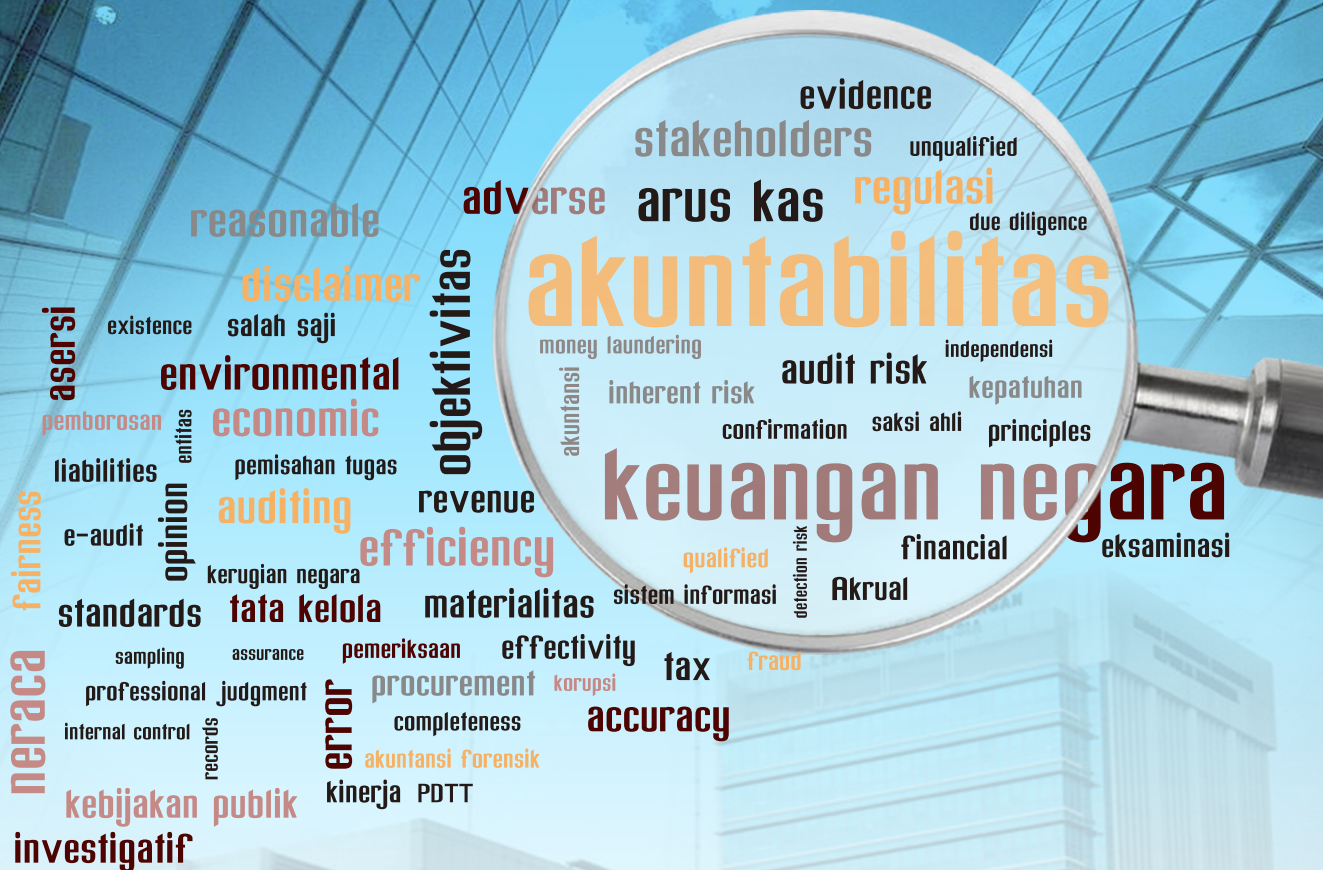 evidence
stakeholders
unqualified
adverse
arus kas
regulasi
reasonable
due diligence
akuntabilitas
disclaimer
objektivitas
asersi
existence
salah saji
money laundering
independensi
environmental
audit risk
akuntansi
inherent risk
kepatuhan
pemborosan
entitas
economic
confirmation
saksi ahli
principles
liabilities
pemisahan tugas
keuangan negara
fairness
opinion
auditing
revenue
e-audit
efficiency
qualified
detection risk
financial
eksaminasi
kerugian negara
standards
tata kelola
materialitas
sistem informasi
Akrual
sampling
assurance
pemeriksaan
effectivity
tax
fraud
neraca
professional judgment
error
procurement
korupsi
internal control
records
completeness
accuracy
akuntansi forensik
kebijakan publik
kinerja
PDTT
investigatif